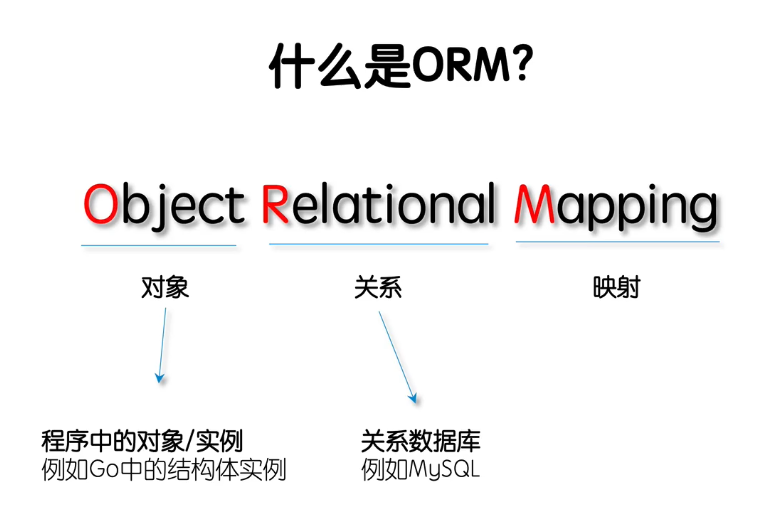 什么是ORM?
Object Relational Mapping
对象 关系 映射
程序中的对象/实例 关系数据库
例如Go中的结构体实例 例如MySQL